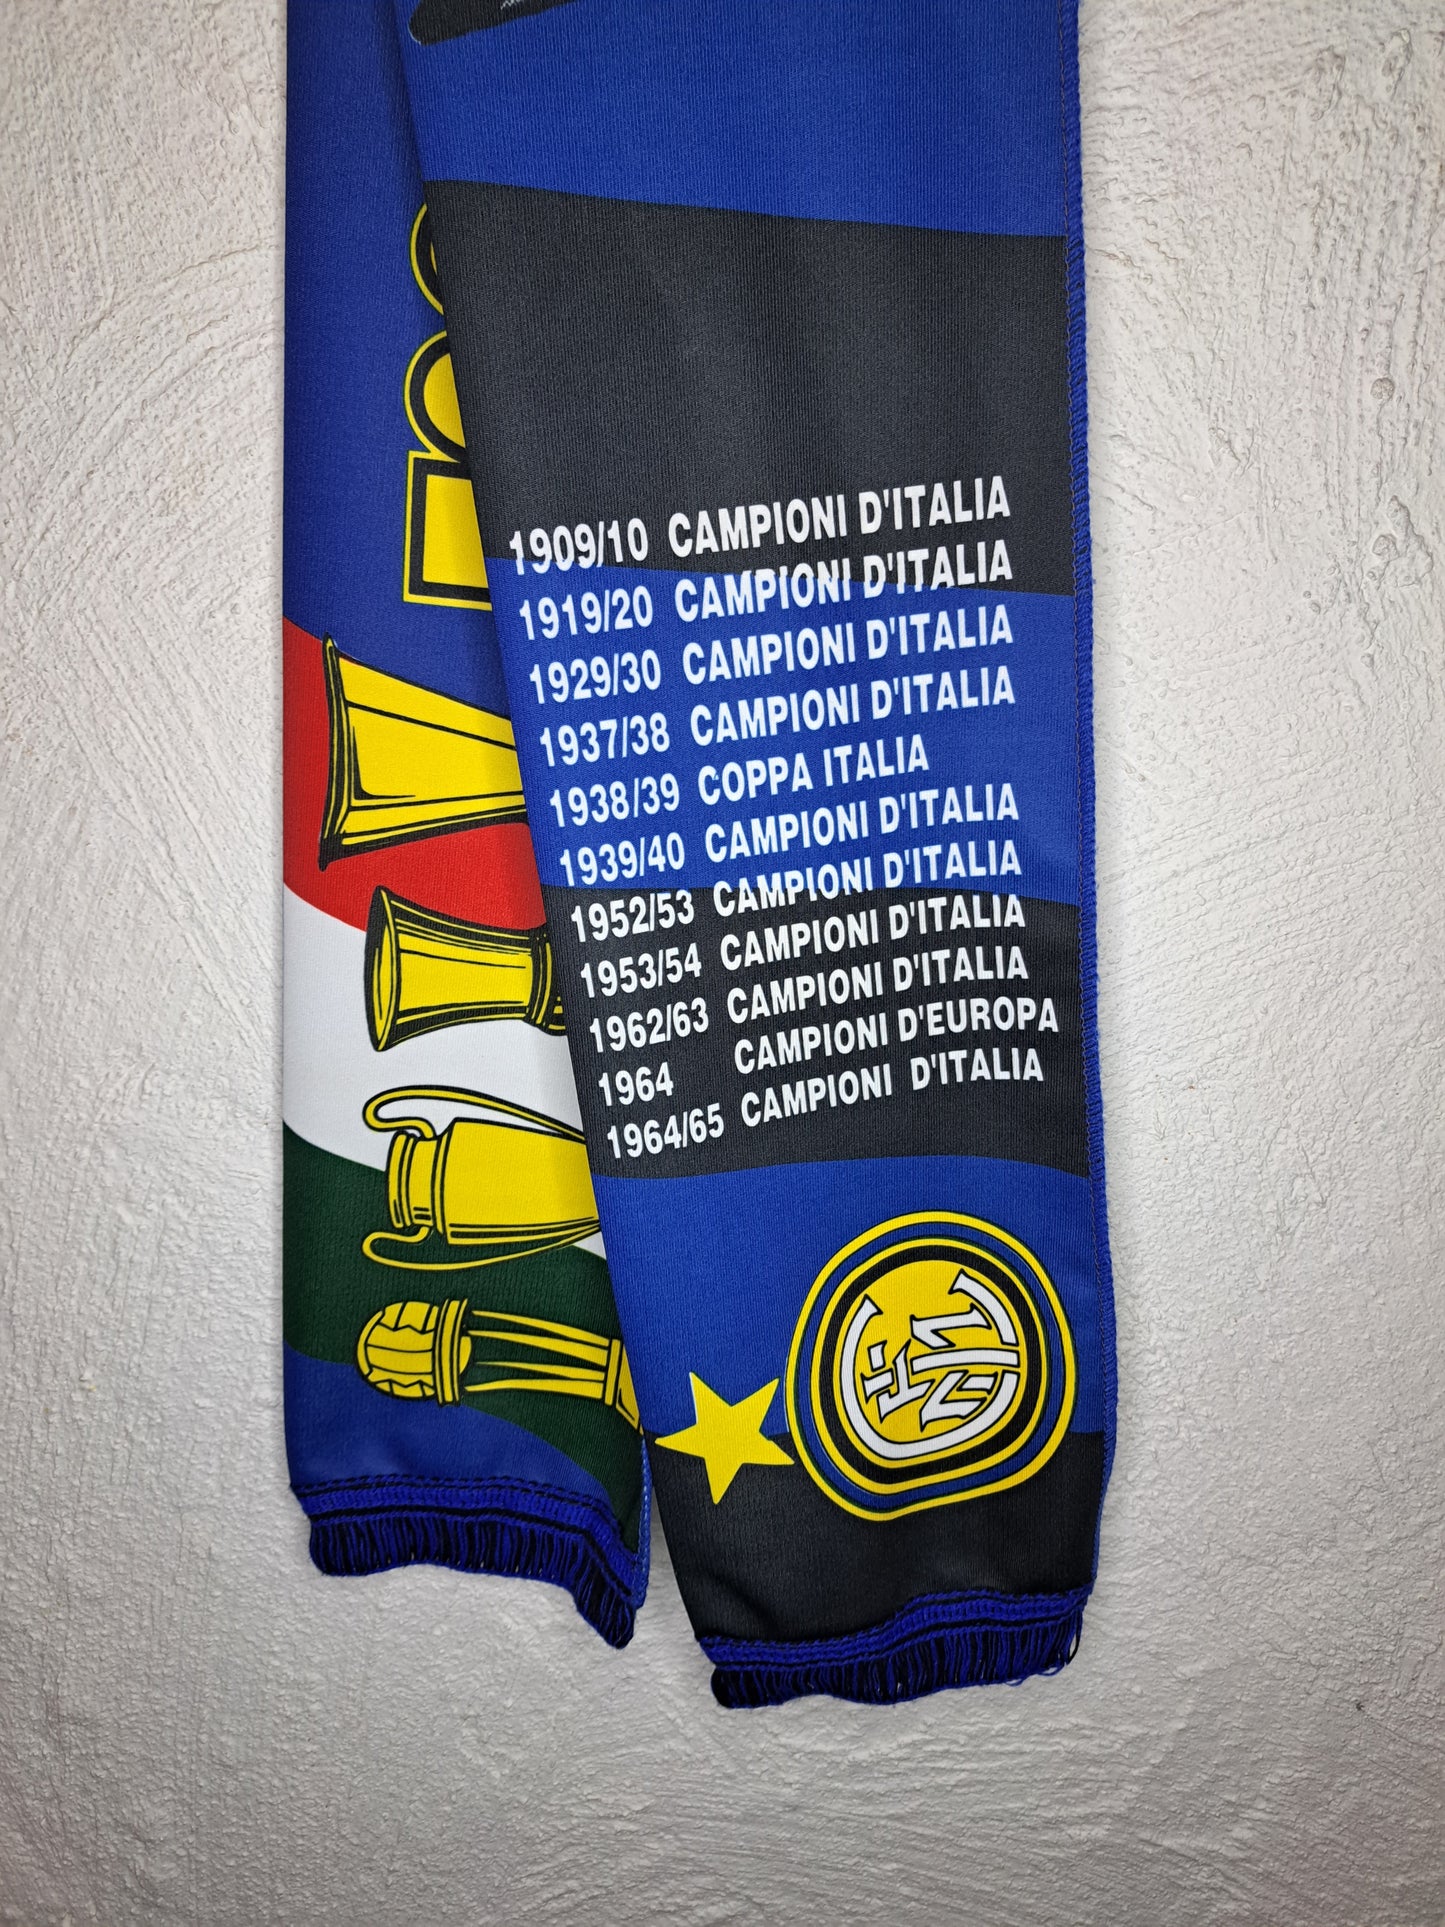 1909/10 CAMPIONI D'ITALIA
1919/20 CAMPIONI D'ITALIA
1929/30 CAMPIONI D'ITALIA
1937/38 CAMPIONI D'ITALIA
1938/39 COPPA ITALIA
1939/40 CAMPIONI D'ITALIA
1952/53 CAMPIONI D'ITALIA
1953/54 CAMPIONI D'ITALIA
1962/63 CAMPIONI D'ITALIA
1964 CAMPIONI D'EUROPA
1964/65 CAMPIONI D'ITALIA